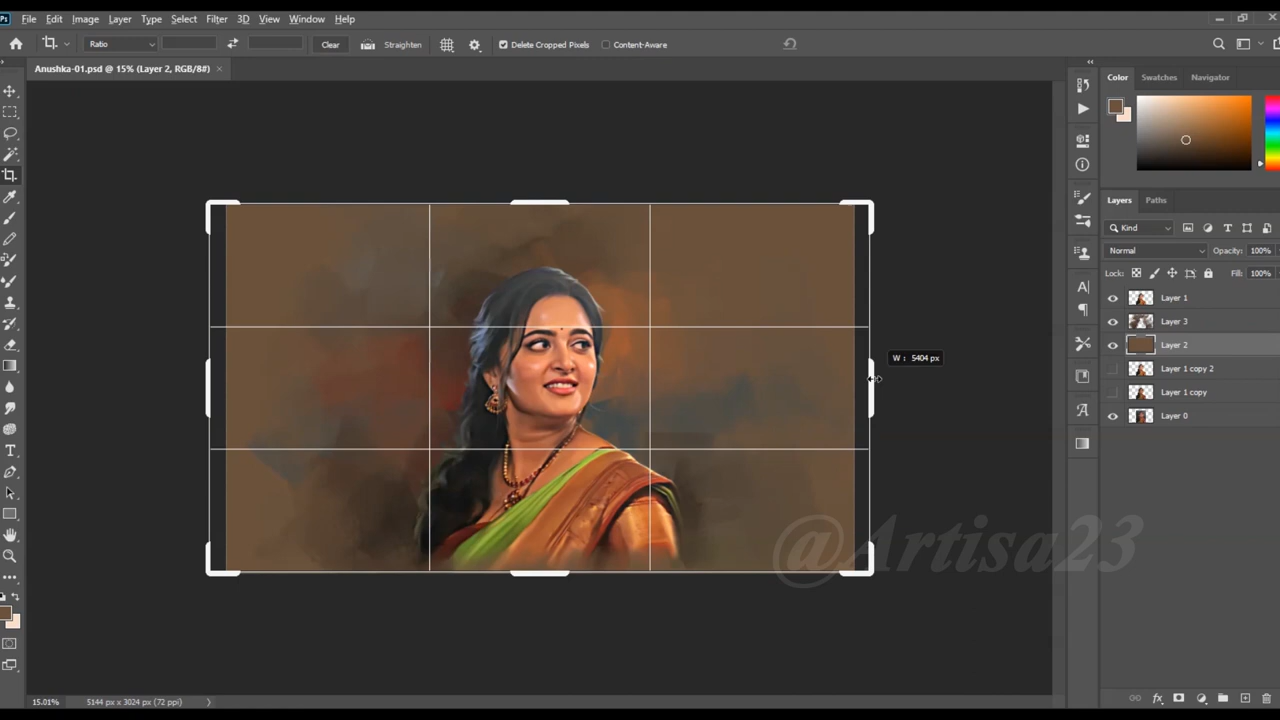 Ps File Edit Image Layer Type Select Filter 3D View Window Help
Ratio Clear Straighten Delete Cropped Pixels Content-Aware
Anushka-01.psd @ 15% (Layer 2, RGB/8#) ×
Color Swatches Navigator
Layers Paths
Kind
Normal Opacity: 100%
Lock: Fill: 100%
Layer 1
Layer 3
Layer 2
Layer 1 copy 2
Layer 1 copy
Layer 0
W : 5404 px
@Artisa23
15.01% 5144 px x 3024 px (72 ppi)